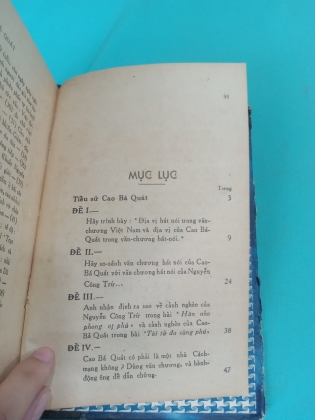 MỤC LỤC
Trang
Tiểu sử Cao Bá Quát 3
ĐỀ I.—
Hãy trình bày: "Địa vị hát nói trong văn-
chương Việt Nam và địa vị của Cao Bá-
Quát trong văn-chương hát-nói." 9
ĐỀ II.—
Hãy so-sánh văn chương hát nói của Cao-
Bá Quát với văn chương hát nói của Nguyễn
Công Trứ... 24
ĐỀ III.—
Anh nhận định ra sao về cảnh nghèo của
Nguyễn Công Trứ trong bài "Hàn nho
phong vị phú" và cảnh nghèo của Cao-
Bá Quát trong bài "Tài tử đa cùng phú» 38
ĐỀ IV.—
Cao Bá Quát có phải là một nhà Cách-
mạng không? Dùng văn chương, và hành-
động ông để dẫn chứng. 47